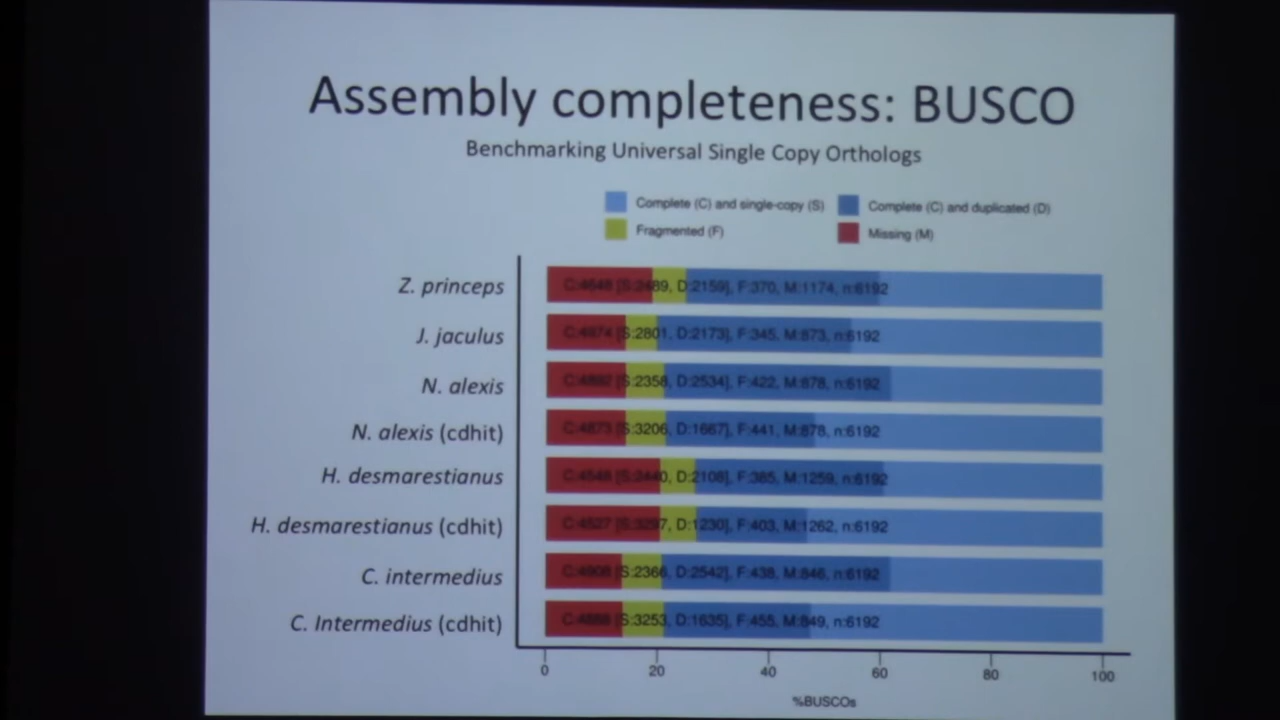 Assembly completeness: BUSCO
Benchmarking Universal Single Copy Orthologs
Complete (C) and single-copy (S) Complete (C) and duplicated (D)
Fragmented (F) Missing (M)
Z. princeps C:4648 [S:2489, D:2159], F:370, M:1174, n:6192
J. jaculus C:4974 [S:2801, D:2173], F:345, M:873, n:6192
N. alexis C:4892 [S:2358, D:2534], F:422, M:878, n:6192
N. alexis (cdhit) C:4873 [S:3206, D:1667], F:441, M:878, n:6192
H. desmarestianus C:4548 [S:2440, D:2108], F:385, M:1259, n:6192
H. desmarestianus (cdhit) C:4527 [S:3297, D:1230], F:403, M:1262, n:6192
C. intermedius C:4908 [S:2366, D:2542], F:438, M:846, n:6192
C. Intermedius (cdhit) C:4888 [S:3253, D:1635], F:455, M:849, n:6192
0 20 40 60 80 100
%BUSCOs